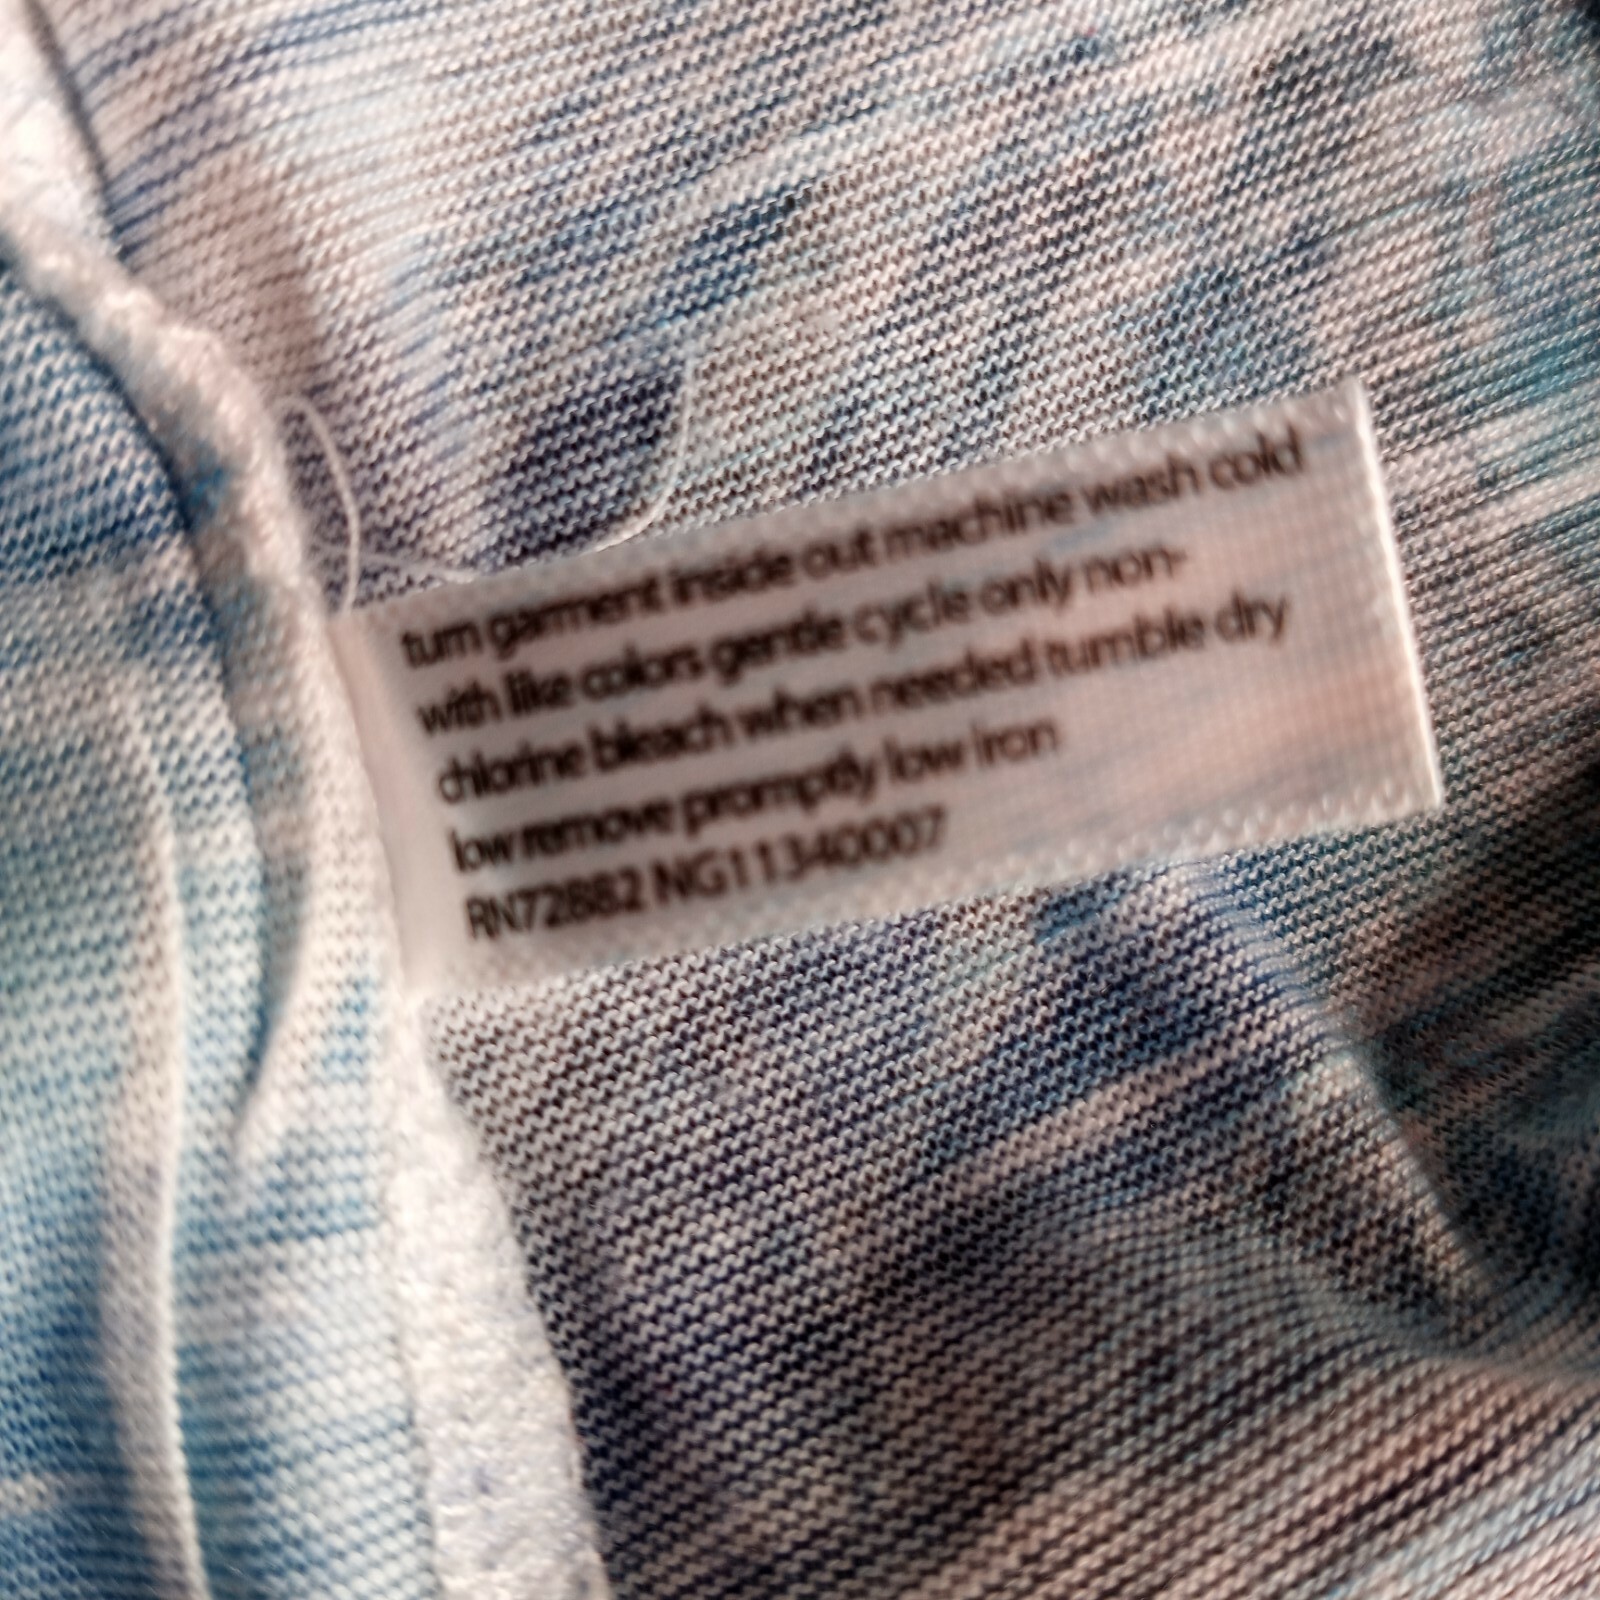 turn garment inside out machine wash cold
with like colors gentle cycle only non-
chlorine bleach when needed tumble dry
low remove promptly low iron
RN72882 NG11340007